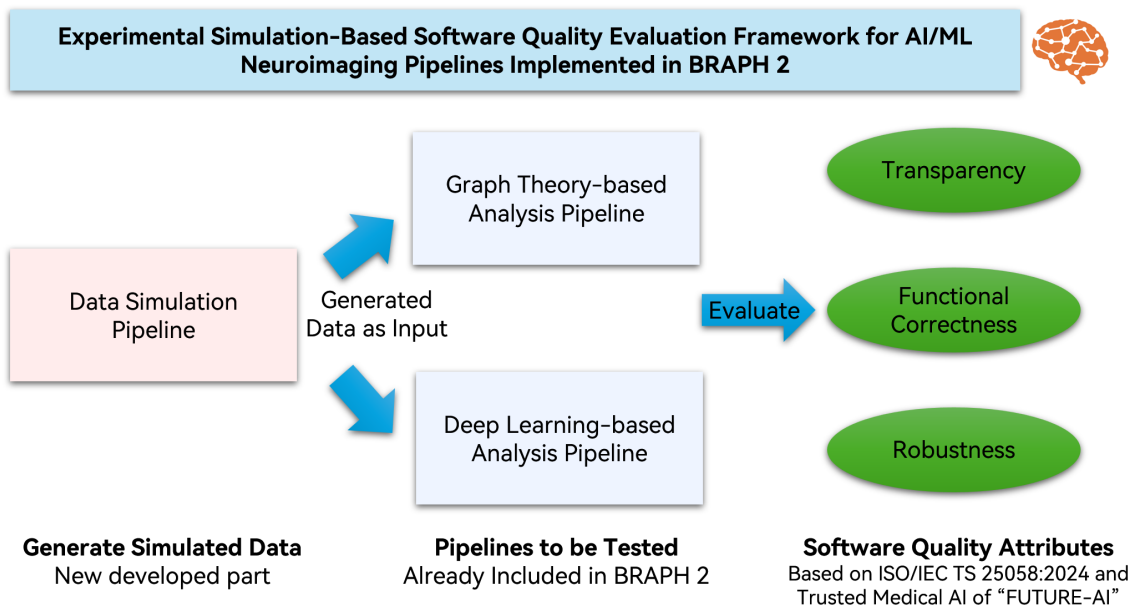 Experimental Simulation-Based Software Quality Evaluation Framework for AI/ML
Neuroimaging Pipelines Implemented in BRAPH 2
Data Simulation
Pipeline
Generated
Data as Input
Graph Theory-based
Analysis Pipeline
Deep Learning-based
Analysis Pipeline
Evaluate
Transparency
Functional
Correctness
Robustness
Generate Simulated Data
New developed part
Pipelines to be Tested
Already Included in BRAPH 2
Software Quality Attributes
Based on ISO/IEC TS 25058:2024 and
Trusted Medical AI of “FUTURE-AI”